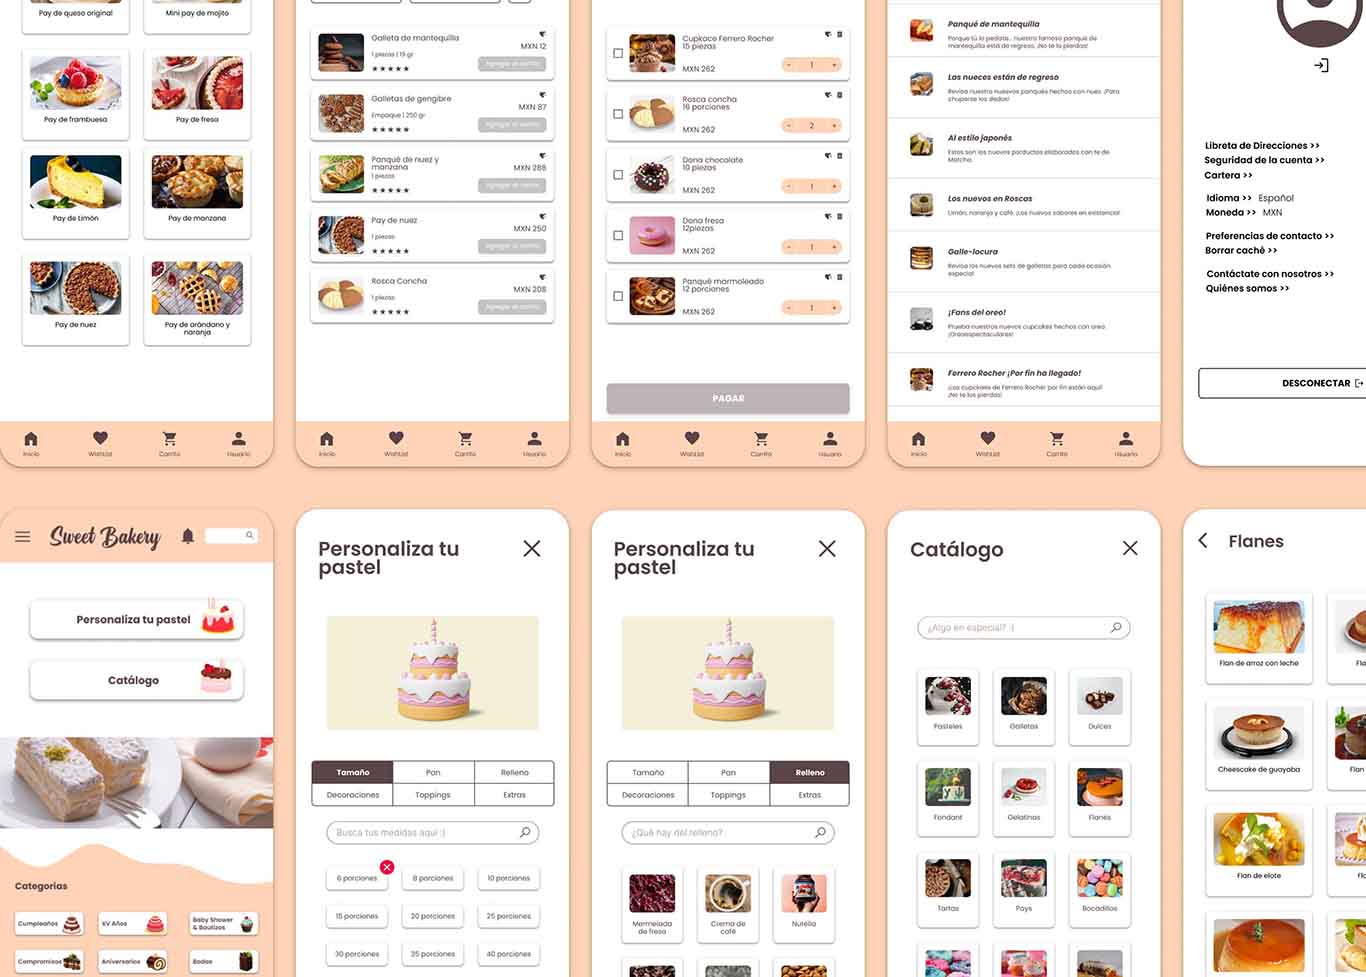 Pay de queso original
Mini pay de mojito
Pay de frambuesa
Pay de fresa
Pay de Limón
Pay de manzana
Pay de nuez
Pay de arándano y
naranja
Galleta de mantequilla
MXN 12
1 piezas | 19 gr
Agregar al carrito
Galletas de gengibre
MXN 87
Empaque | 250 gr
Agregar al carrito
Panqué de nuez y
manzana
MXN 288
1 piezas
Agregar al carrito
Pay de nuez
MXN 250
1 piezas
Agregar al carrito
Rosca Concha
MXN 208
1 piezas
Agregar al carrito
Inicio
WishList
Carrito
Usuario
Cupkace Ferrero Rocher
15 piezas
MXN 262
- 1 +
Rosca concha
16 porciones
MXN 262
- 2 +
Dona chocolate
10 piezas
MXN 262
- 1 +
Dona fresa
12piezas
MXN 262
- 1 +
Panqué marmoleado
12 porciones
MXN 262
- 1 +
PAGAR
Inicio
WishList
Carrito
Usuario
Panqué de mantequilla
Porque tú lo pediste... nuestro famoso panqué de
mantequilla está de regreso. ¡No te lo pierdas!
Las nueces están de regreso
Revisa nuestro nuevos panqués hechos con nuez. ¡Para
chuparse los dedos!
Al estilo japonés
Estos son los nuevos porductos elaborados con te de
Matcha.
Los nuevos en Roscas
Limón, naranja y café. ¡Los nuevos sabores en existencia!
Galle-locura
Revisa los nuevos sets de galletas para cada ocasión
especial!
¡Fans del oreo!
Prueba nuestros nuevos cupcakes hechos con oreo.
¡Oreoespectaculares!
Ferrero Rocher ¡Por fin ha llegado!
¡Los cupckares de Ferrero Rocher por fin están aquí!
¡No te los pierdas!
Inicio
WishList
Carrito
Usuario
Libreta de Direcciones >>
Seguridad de la cuenta >>
Cartera >>
Idioma >> Español
Moneda >> MXN
Preferencias de contacto >>
Borrar caché >>
Contáctate con nosotros >>
Quiénes somos >>
DESCONECTAR
Inicio
WishList
Carrito
Usuario
Sweet Bakery
Personaliza tu pastel
Catálogo
Categorías
Cumpleaños
XV Años
Baby Shower
& Bautizos
Compromisos
Aniversarios
Bodas
Personaliza tu
pastel
Tamaño
Pan
Relleno
Decoraciones
Toppings
Extras
Busca tus medidas aquí :)
6 porciones
8 porciones
10 porciones
15 porciones
20 porciones
25 porciones
30 porciones
35 porciones
40 porciones
Personaliza tu
pastel
Tamaño
Pan
Relleno
Decoraciones
Toppings
Extras
¿Qué hay del relleno?
Mermelada
de fresa
Crema de
café
Nutella
Catálogo
¿Algo en especial? :)
Pasteles
Galletas
Dulces
Fondant
Gelatinas
Flanes
Tartas
Pays
Bocadillos
Flanes
Flan de arroz con leche
Fla
Cheescake de guayaba
Flan
Flan de elote